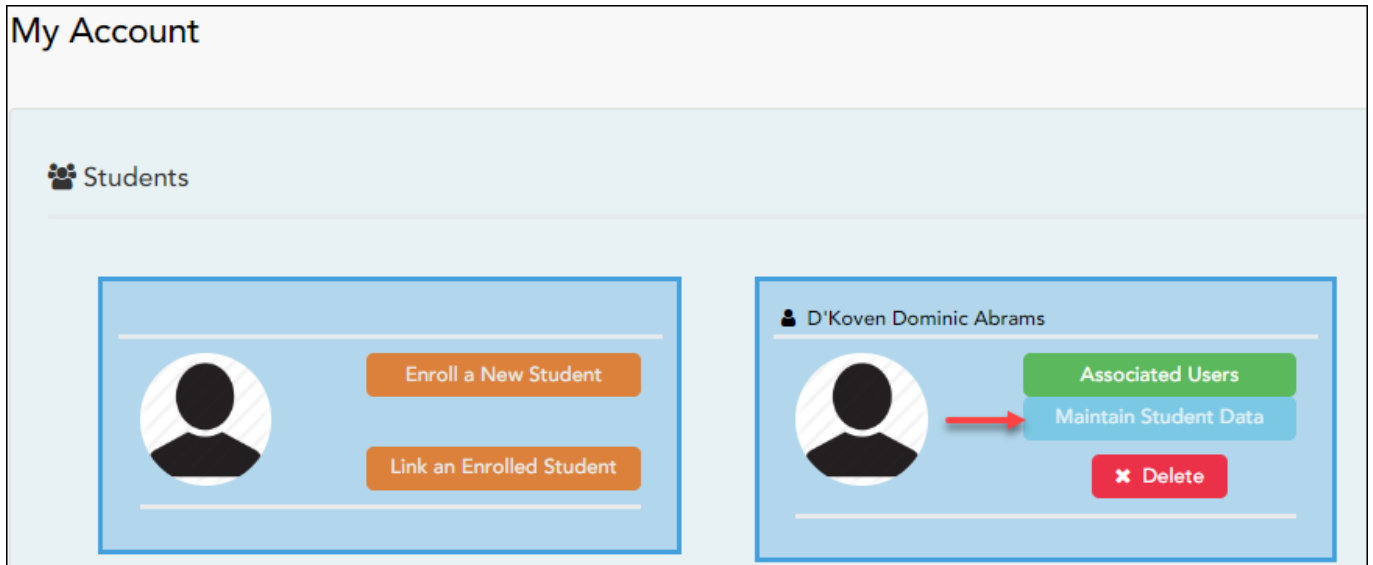 My Account
Students
Enroll a New Student
Link an Enrolled Student
D'Koven Dominic Abrams
Associated Users
Maintain Student Data
Delete